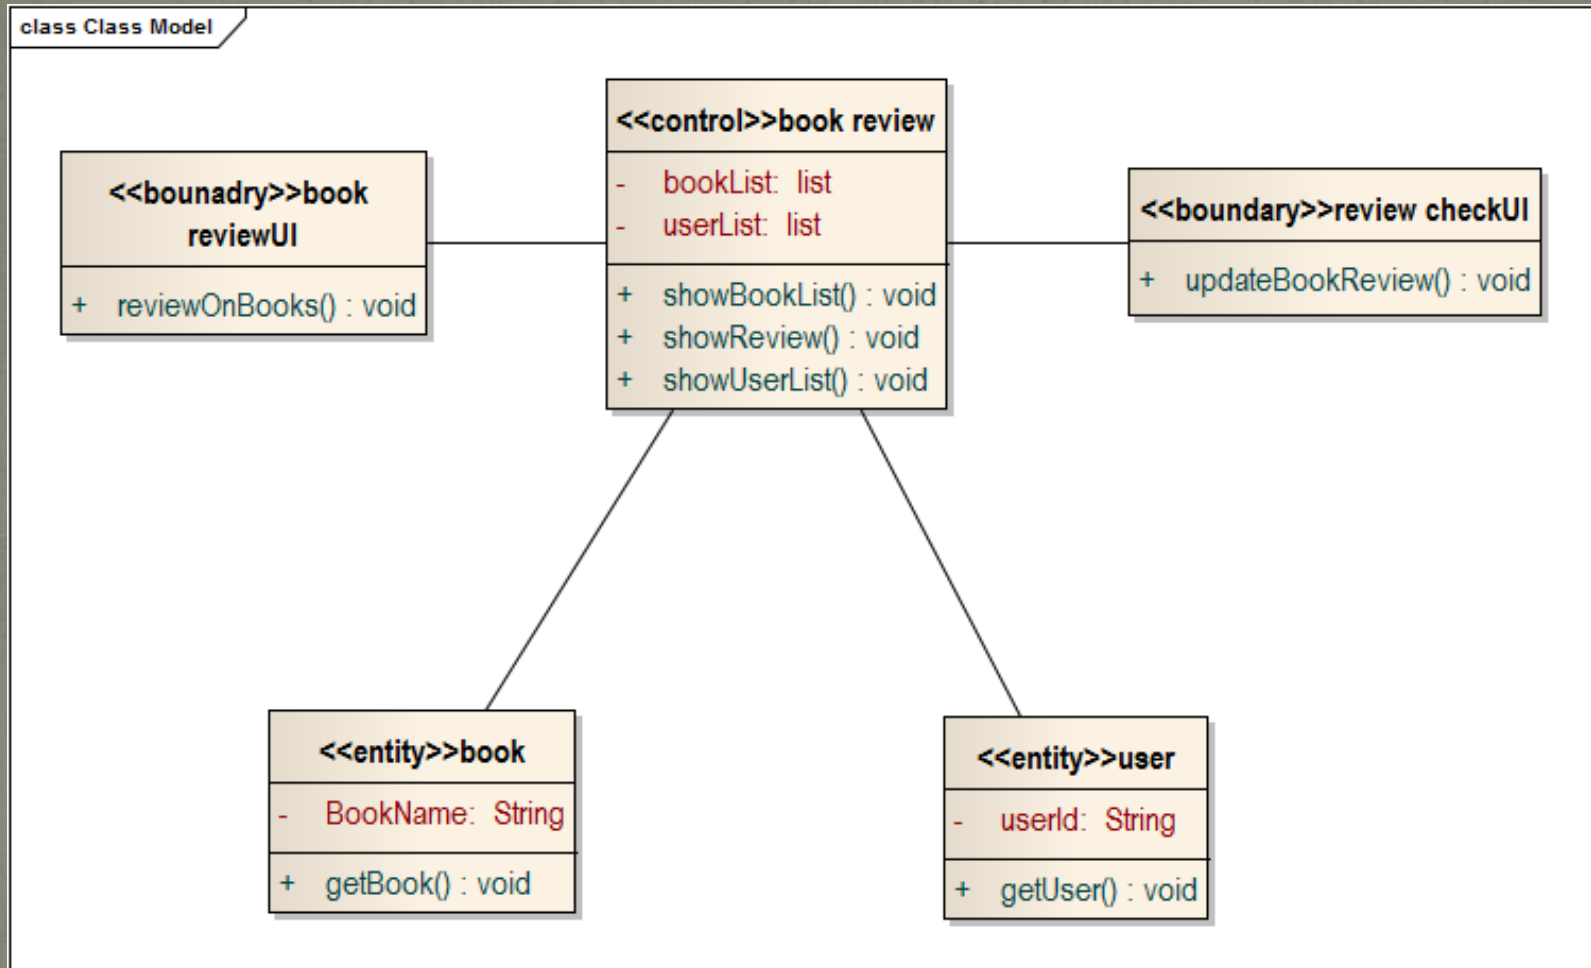 class Class Model
<<control>>book review
- bookList: list
- userList: list
+ showBookList() : void
+ showReview() : void
+ showUserList() : void
<<bounadry>>book
reviewUI
+ reviewOnBooks() : void
<<boundary>>review checkUI
+ updateBookReview() : void
<<entity>>book
- BookName: String
+ getBook() : void
<<entity>>user
- userId: String
+ getUser() : void